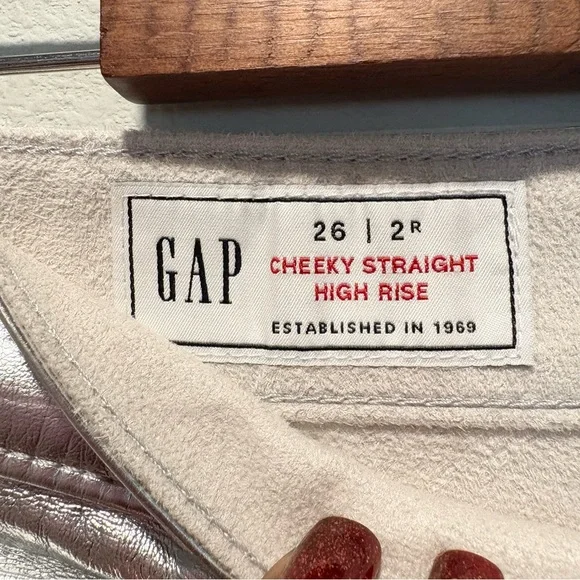 GAP
26 | 2R
CHEEKY STRAIGHT
HIGH RISE
ESTABLISHED IN 1969